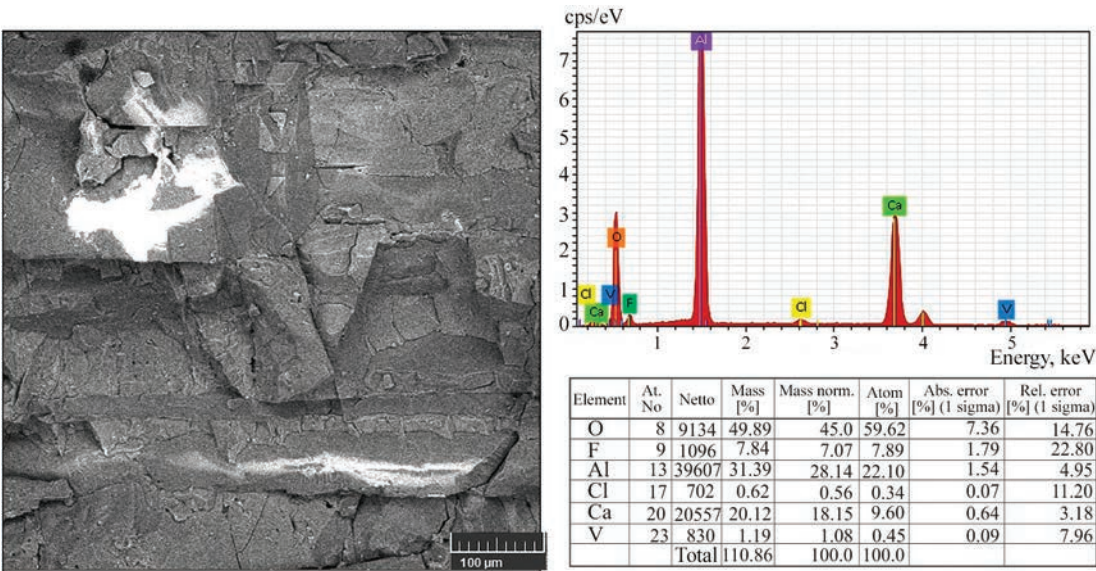 cps/eV
7
6
5
4
3
2
1
0
Al
O
Cl
V
Ca
F
Cl
Ca
V
1 2 3 4 5
Energy, keV
100 µm
Element At. No Netto Mass [%] Mass norm. [%] Atom [%] Abs. error [%] (1 sigma) Rel. error [%] (1 sigma)
O 8 9134 49.89 45.0 59.62 7.36 14.76
F 9 1096 7.84 7.07 7.89 1.79 22.80
Al 13 39607 31.39 28.14 22.10 1.54 4.95
Cl 17 702 0.62 0.56 0.34 0.07 11.20
Ca 20 20557 20.12 18.15 9.60 0.64 3.18
V 23 830 1.19 1.08 0.45 0.09 7.96
Total 110.86 100.0 100.0